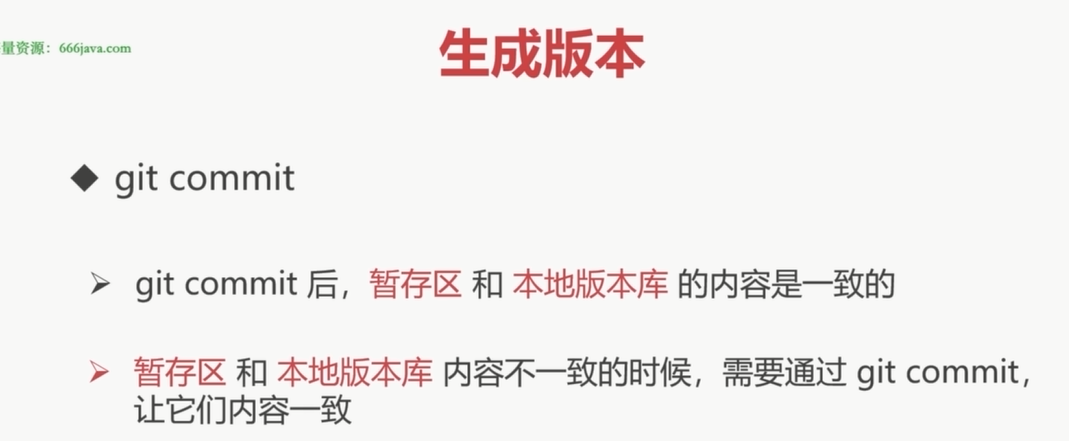 生成版本
量资源：666java.com
git commit
git commit 后，暂存区 和 本地版本库 的内容是一致的
暂存区 和 本地版本库 内容不一致的时候，需要通过 git commit，
让它们内容一致